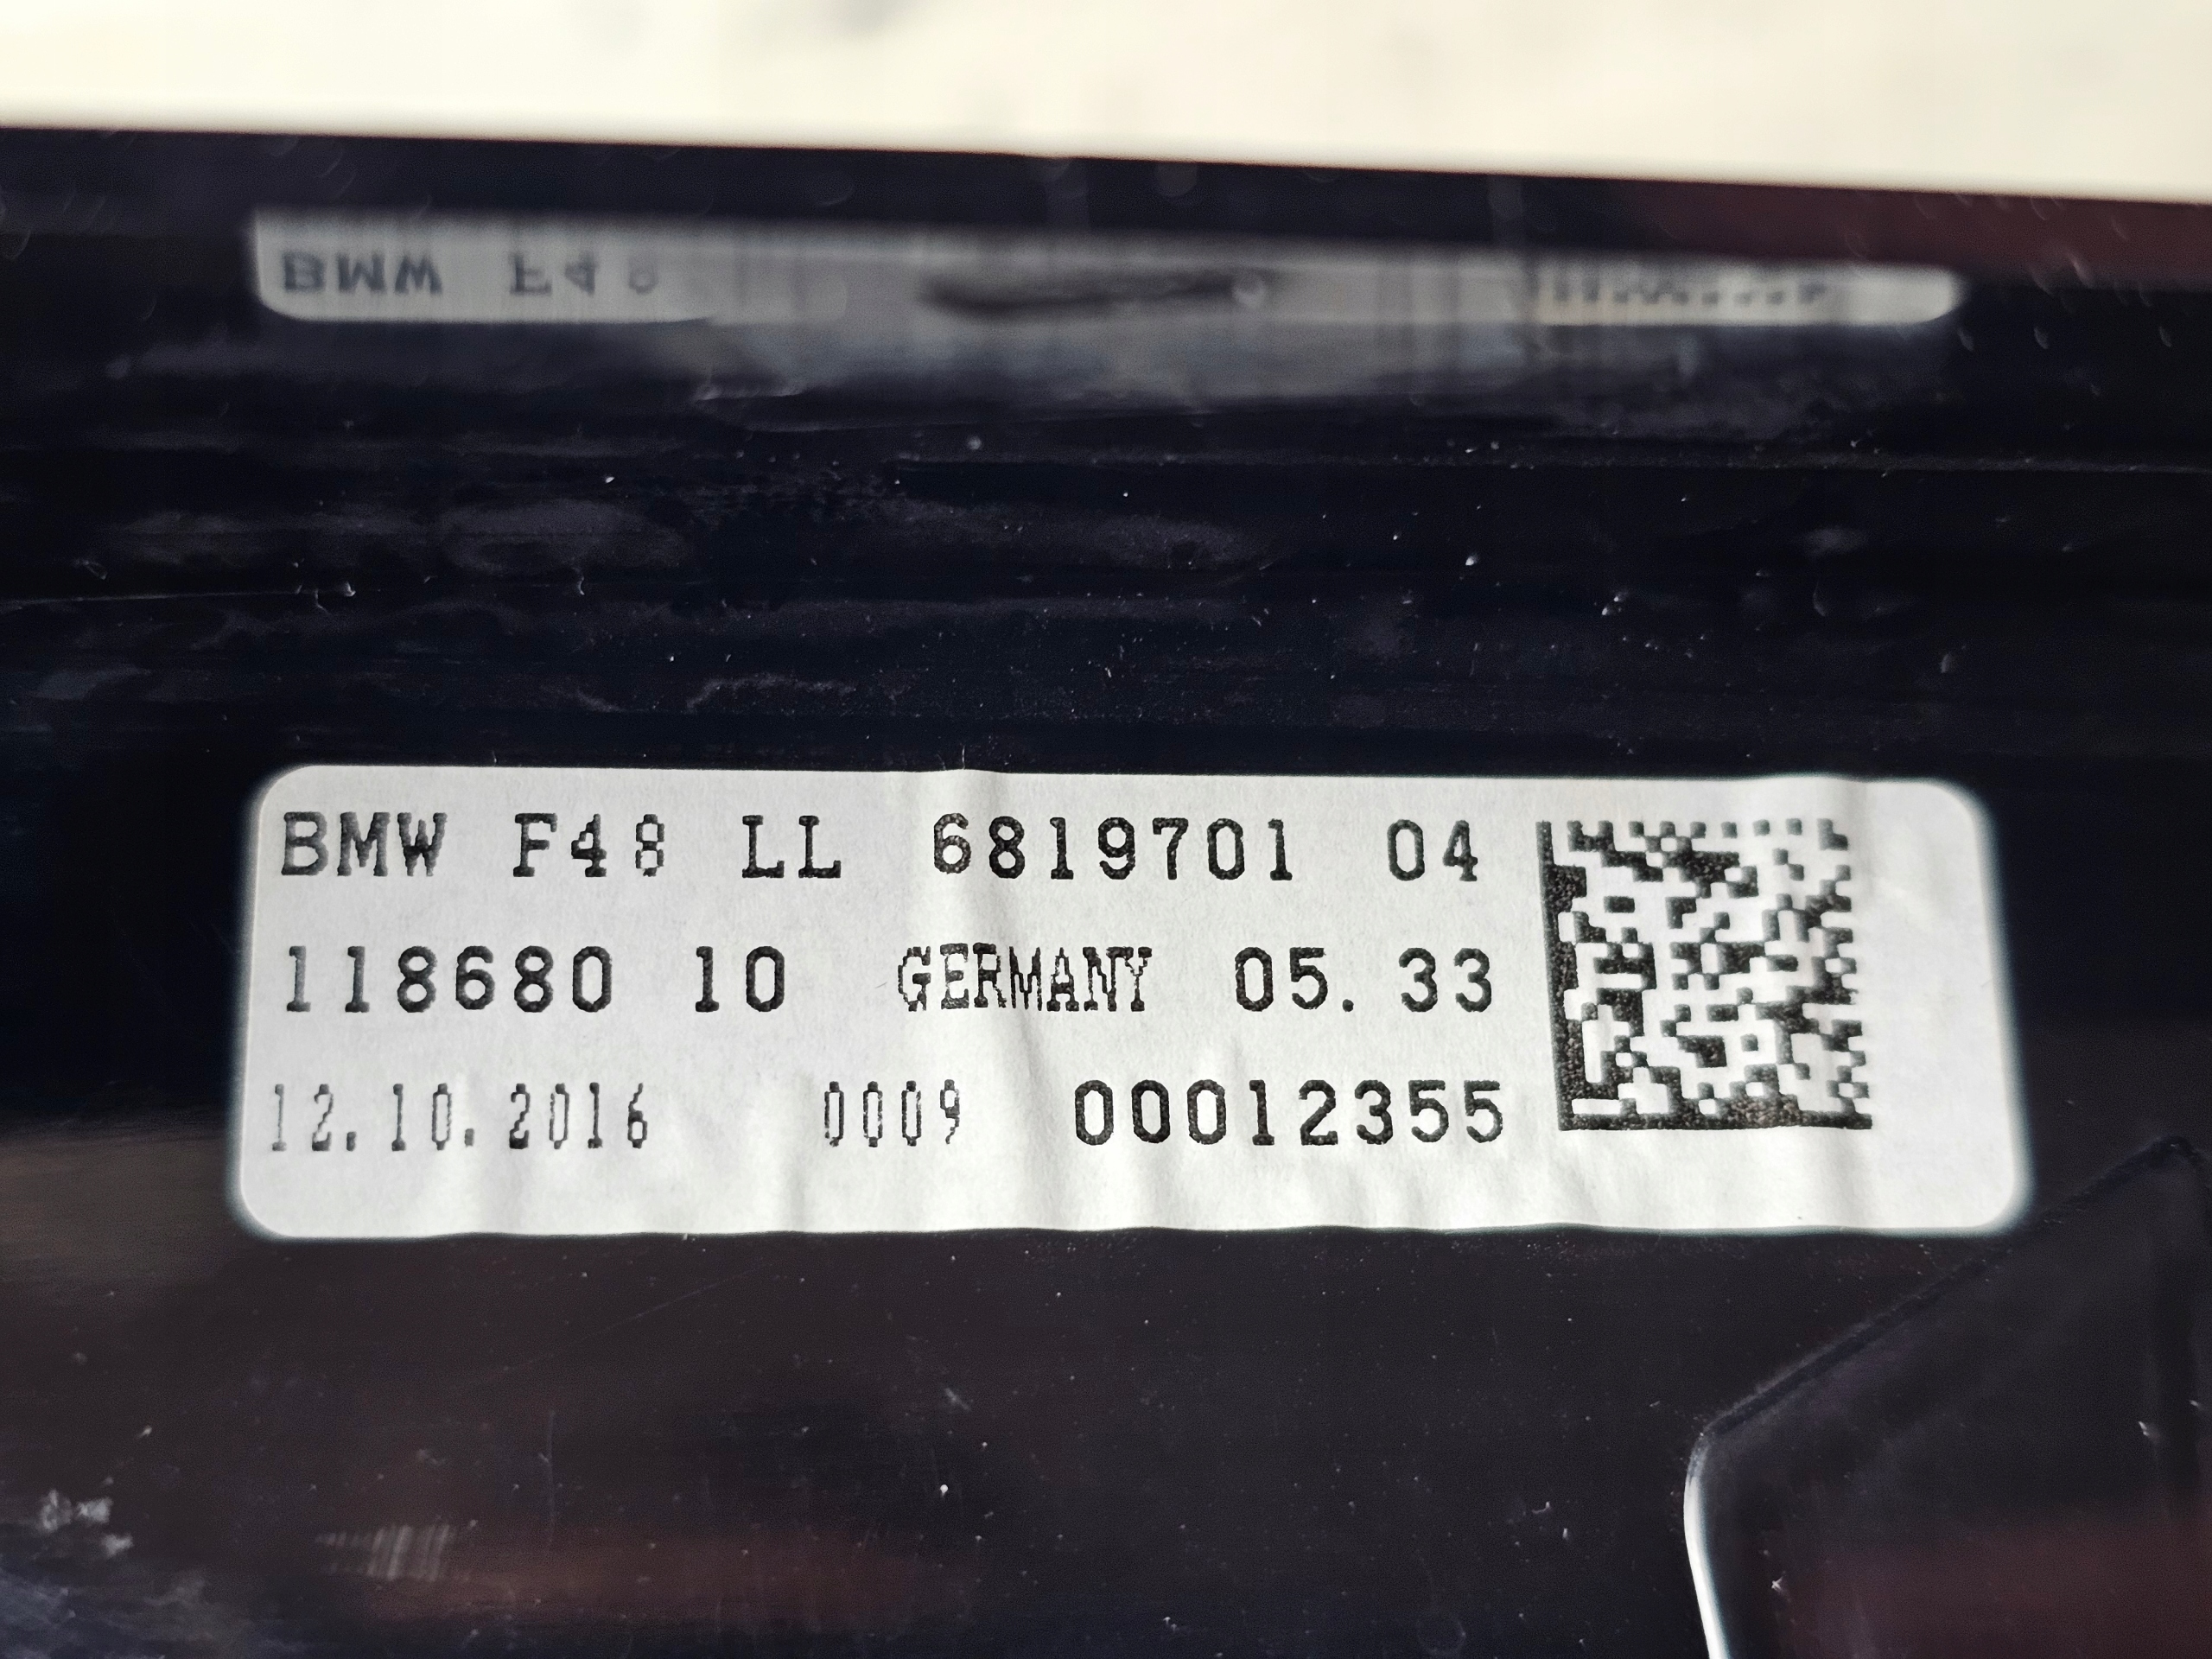 BMW F48
BMW F48 LL 6819701 04
118680 10 GERMANY 05. 33
12.10.2016 0009 00012355